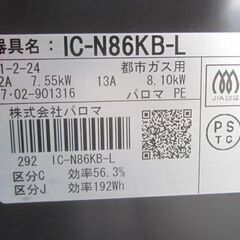 器具名： IC-N86KB-L
1-2-24 都市ガス用
2A 7.55kW 13A 8.10kW
7・02-901316 パロマ PE
株式会社パロマ
292 IC-N86KB-L
区分C 効率56.3%
区分J 効率192Wh
JIA認証
PS
TG